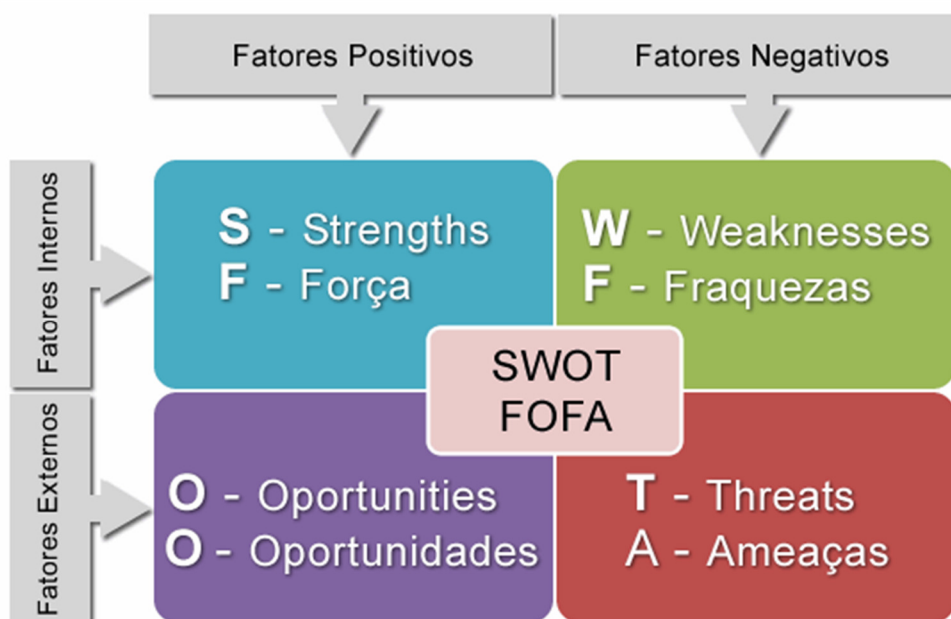 Fatores Positivos
Fatores Negativos
Fatores Internos
S - Strengths
F - Força
W - Weaknesses
F - Fraquezas
SWOT
FOFA
Fatores Externos
O - Oportunities
O - Oportunidades
T - Threats
A - Ameaças